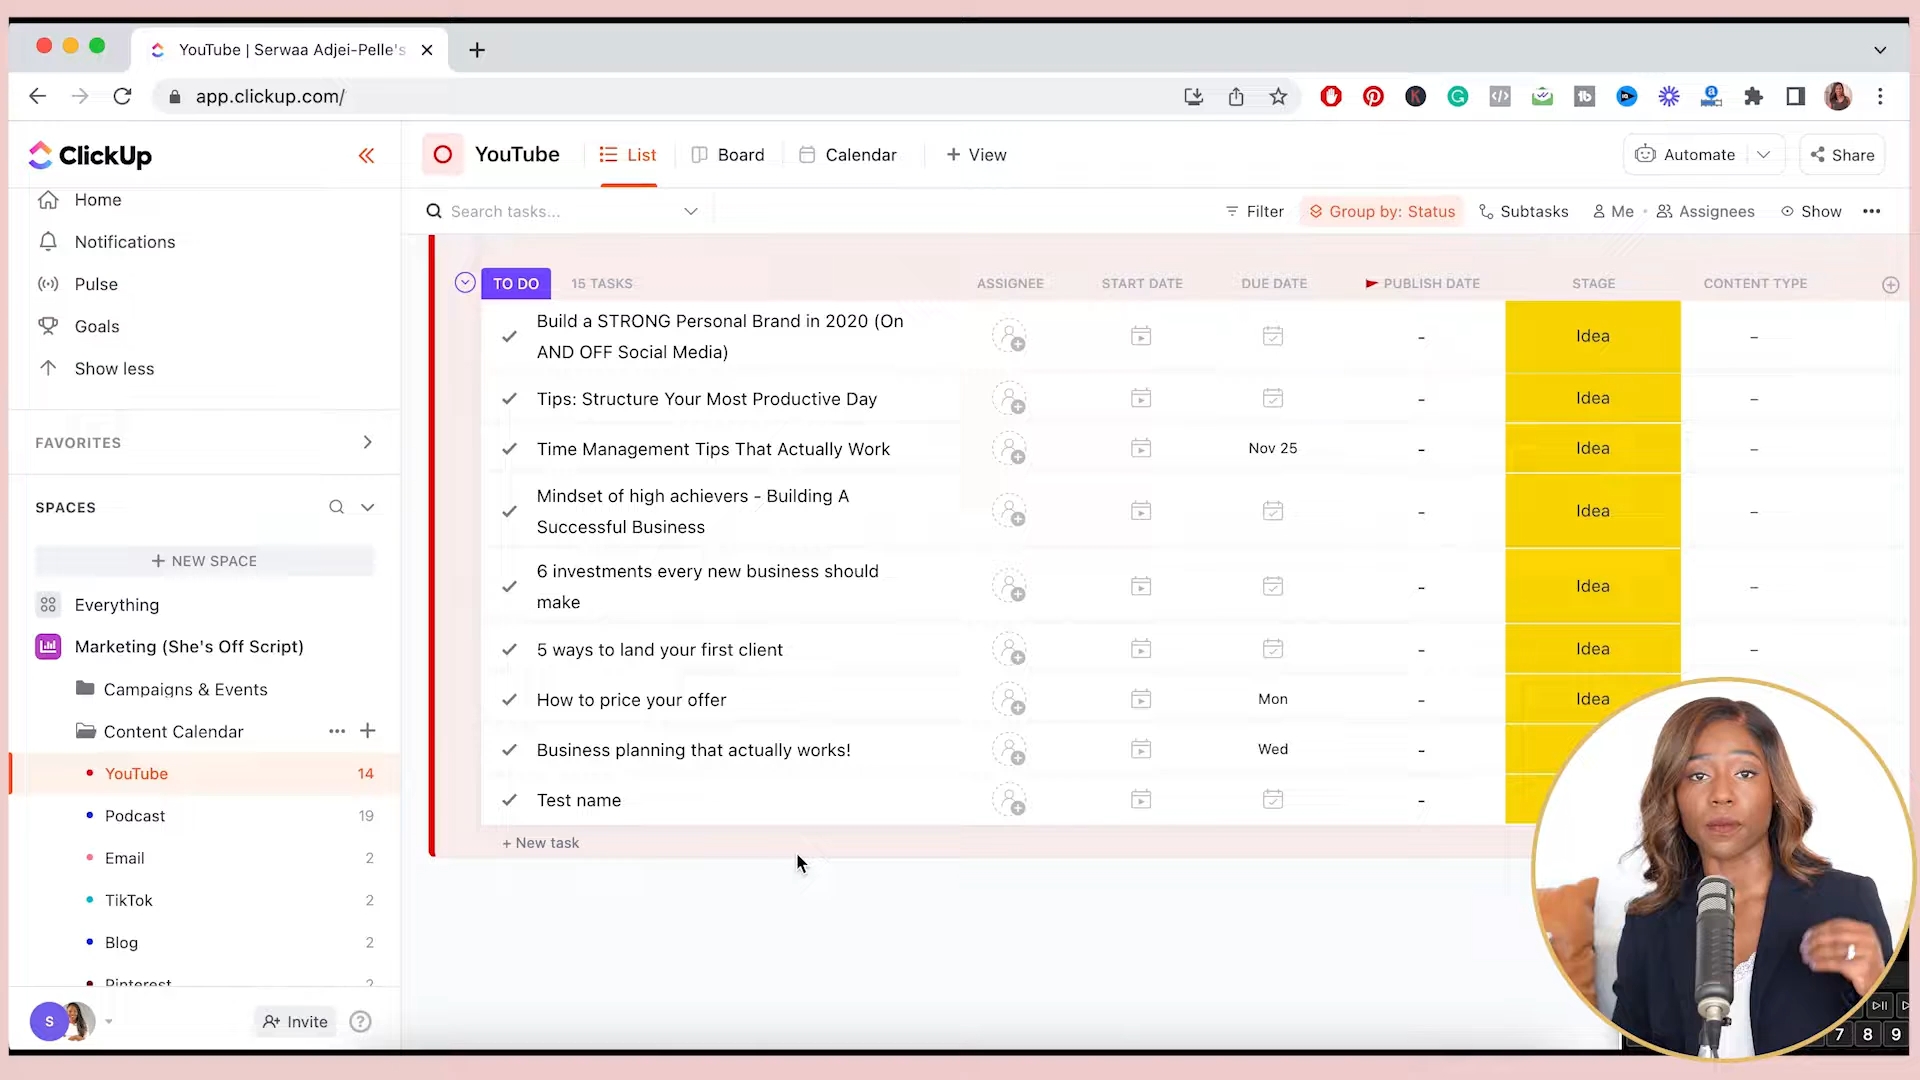 YouTube | Serwaa Adjei-Pelle's
app.clickup.com/
ClickUp
Home
Notifications
Pulse
Goals
Show less
FAVORITES
SPACES
+ NEW SPACE
Everything
Marketing (She's Off Script)
Campaigns & Events
Content Calendar
YouTube 14
Podcast 19
Email 2
TikTok 2
Blog 2
Pinterest 2
S
Invite
YouTube
List
Board
Calendar
+ View
Automate
Share
Search tasks...
Filter
Group by: Status
Subtasks
Me
Assignees
Show
TO DO 15 TASKS ASSIGNEE START DATE DUE DATE PUBLISH DATE STAGE CONTENT TYPE
Build a STRONG Personal Brand in 2020 (On
AND OFF Social Media) - Idea –
Tips: Structure Your Most Productive Day - Idea –
Time Management Tips That Actually Work Nov 25 - Idea –
Mindset of high achievers - Building A
Successful Business - Idea –
6 investments every new business should
make - Idea –
5 ways to land your first client - Idea –
How to price your offer Mon - Idea
Business planning that actually works! Wed -
Test name -
+ New task
7 8 9